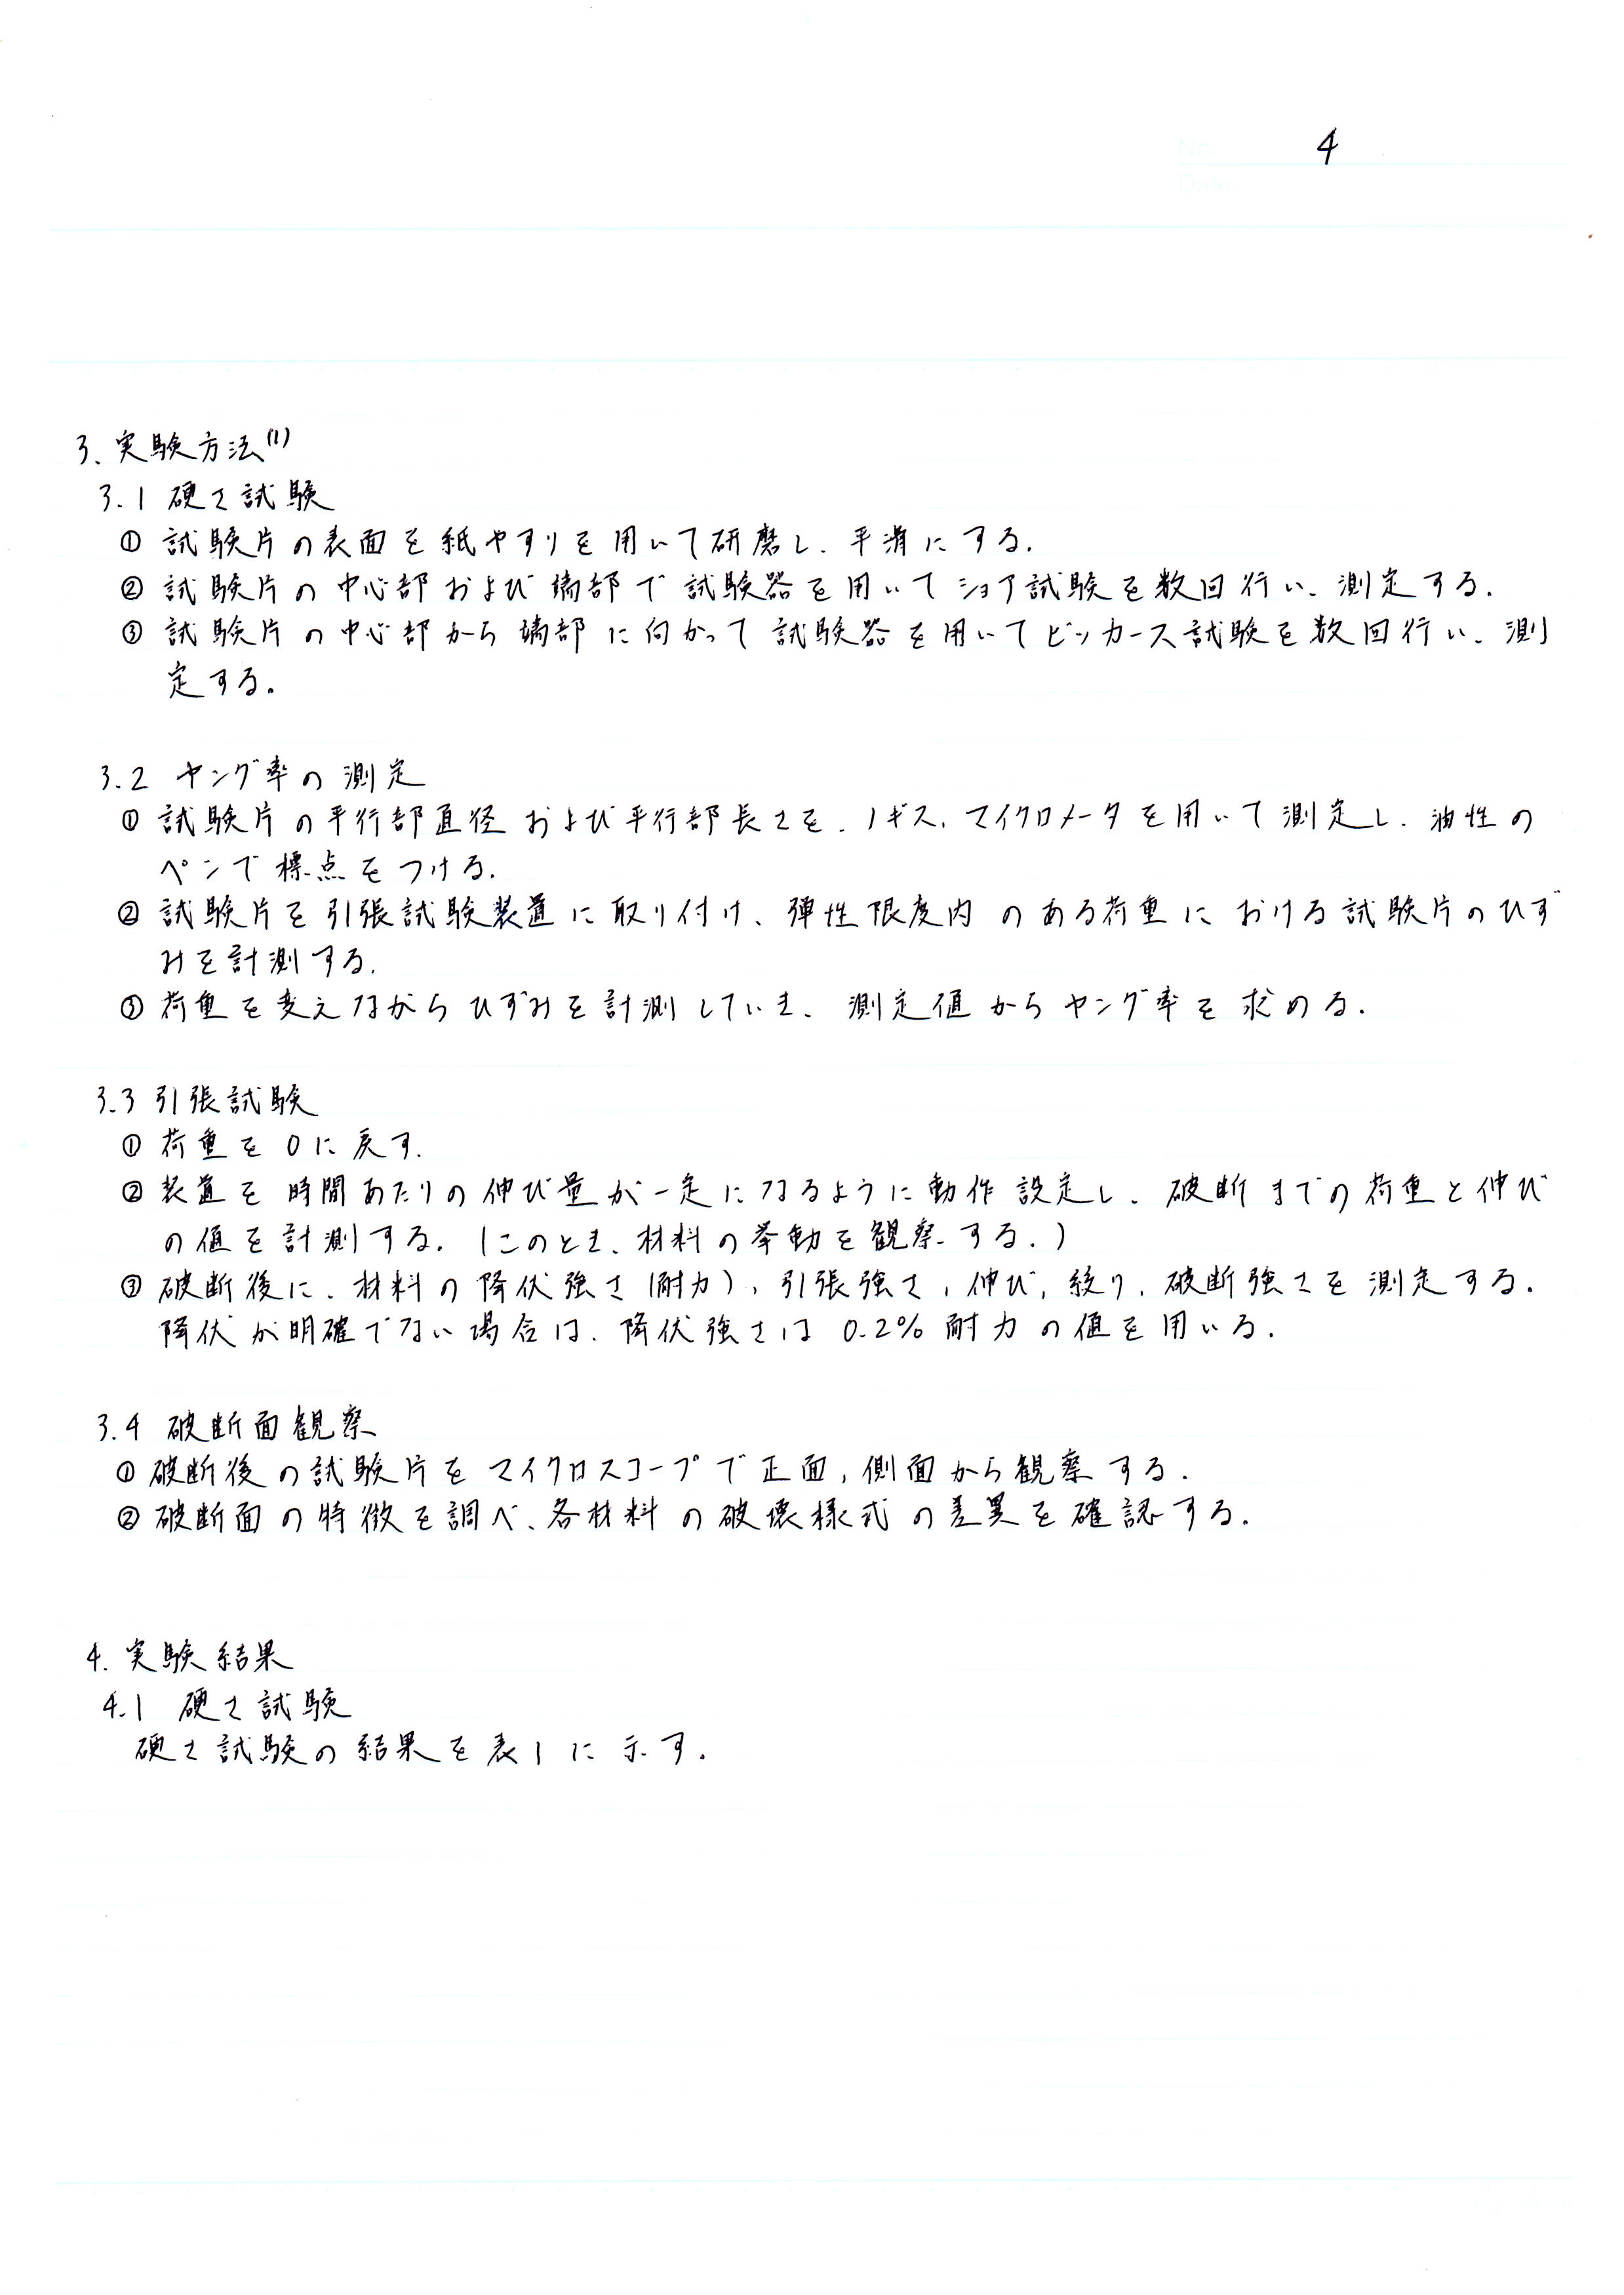 No. 4
Date
3. 実験方法(1)
3.1 硬さ試験
① 試験片の表面を紙やすりを用いて研磨し、平滑にする.
② 試験片の中心部および端部で試験器を用いてショア試験を数回行い、測定する.
③ 試験片の中心部から端部に向かって試験器を用いてビッカース試験を数回行い、測
定する。
3.2 ヤング率の測定
① 試験片の平行部直径および平行部長さを、ノギス、マイクロメータを用いて測定し、油性の
ペンで標点をつける.
② 試験片を引張試験装置に取り付け、弾性限度内のある荷重における試験片のひず
みを計測する.
③ 荷重を変えながらひずみを計測していき、測定値からヤング率を求める.
3.3 引張試験
① 荷重を0に戻す.
② 装置を時間あたりの伸び量が一定になるように動作設定し、破断までの荷重と伸び
の値を計測する. (このとき、材料の挙動を観察する.)
③ 破断後に、材料の降伏強さ(耐力), 引張強さ, 伸び, 絞り, 破断強さを測定する.
降伏が明確でない場合は、降伏強さは0.2%耐力の値を用いる.
3.4 破断面観察
① 破断後の試験片をマイクロスコープで正面, 側面から観察する.
② 破断面の特徴を調べ、各材料の破壊様式の差異を確認する.
4. 実験結果
4.1 硬さ試験
硬さ試験の結果を表1に示す.